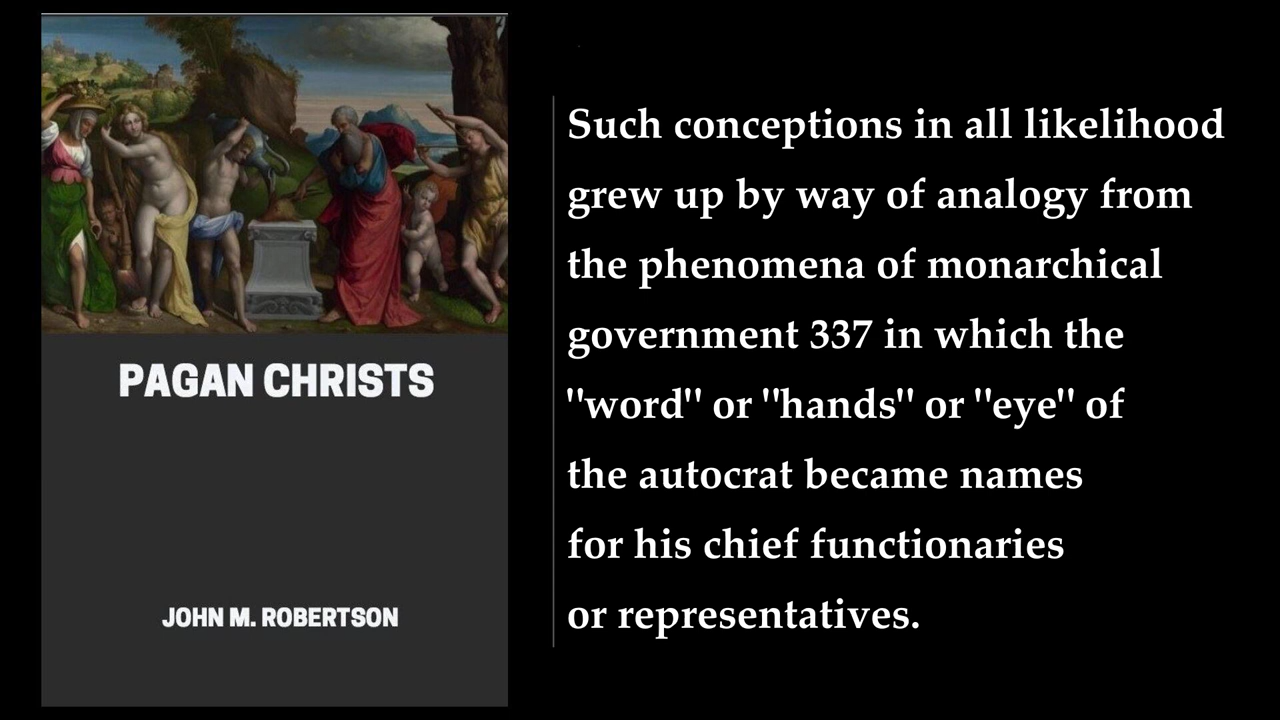 PAGAN CHRISTS
JOHN M. ROBERTSON
Such conceptions in all likelihood
grew up by way of analogy from
the phenomena of monarchical
government 337 in which the
"word" or "hands" or "eye" of
the autocrat became names
for his chief functionaries
or representatives.